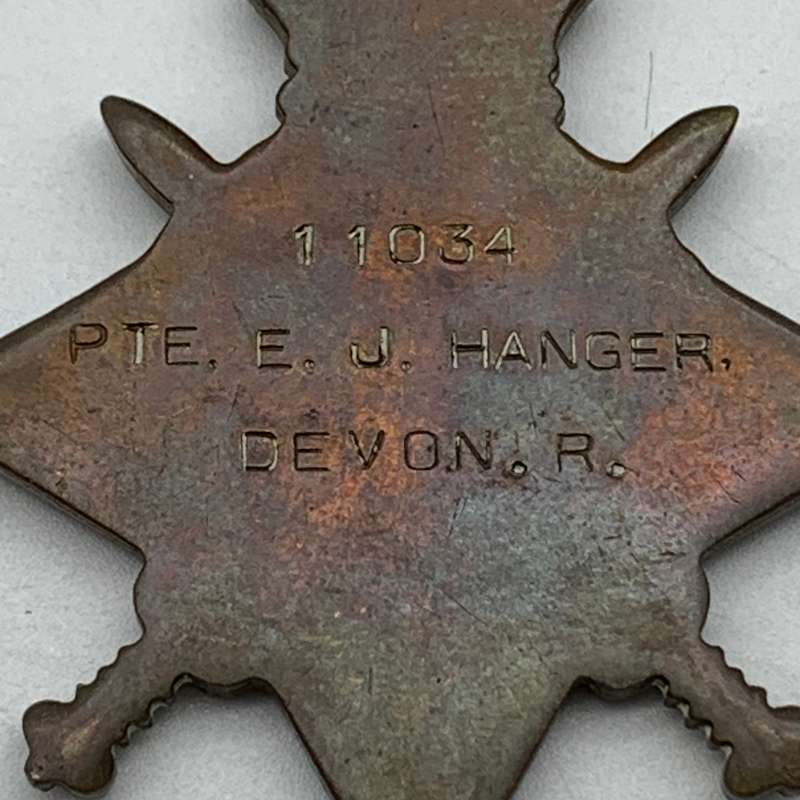 11034
PTE. E. J. HANGER.
DEVON. R.